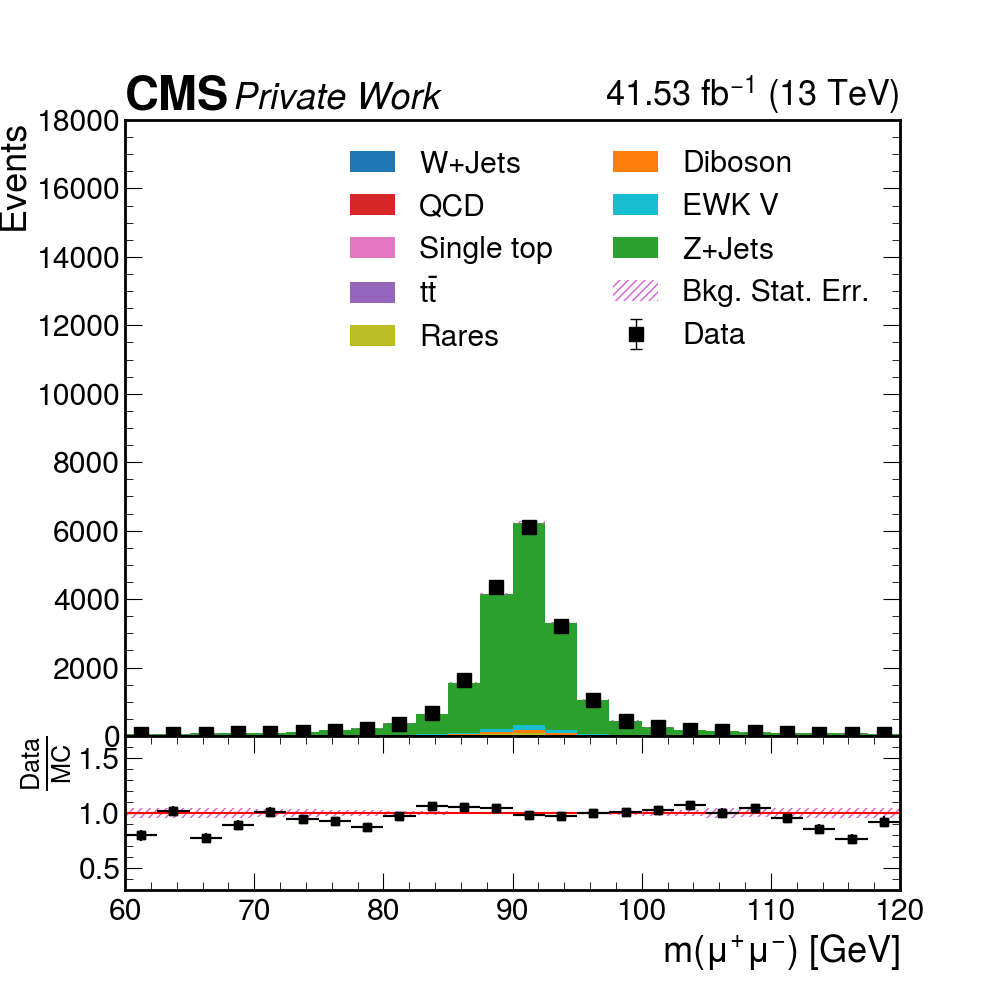 CMS Private Work 41.53 fb⁻¹ (13 TeV)
Events
18000
16000
14000
12000
10000
8000
6000
4000
2000
0
W+Jets
QCD
Single top
tt̄
Rares
Diboson
EWK V
Z+Jets
Bkg. Stat. Err.
Data
Data
MC
1.5
1.0
0.5
60 70 80 90 100 110 120
m(μ⁺μ⁻) [GeV]